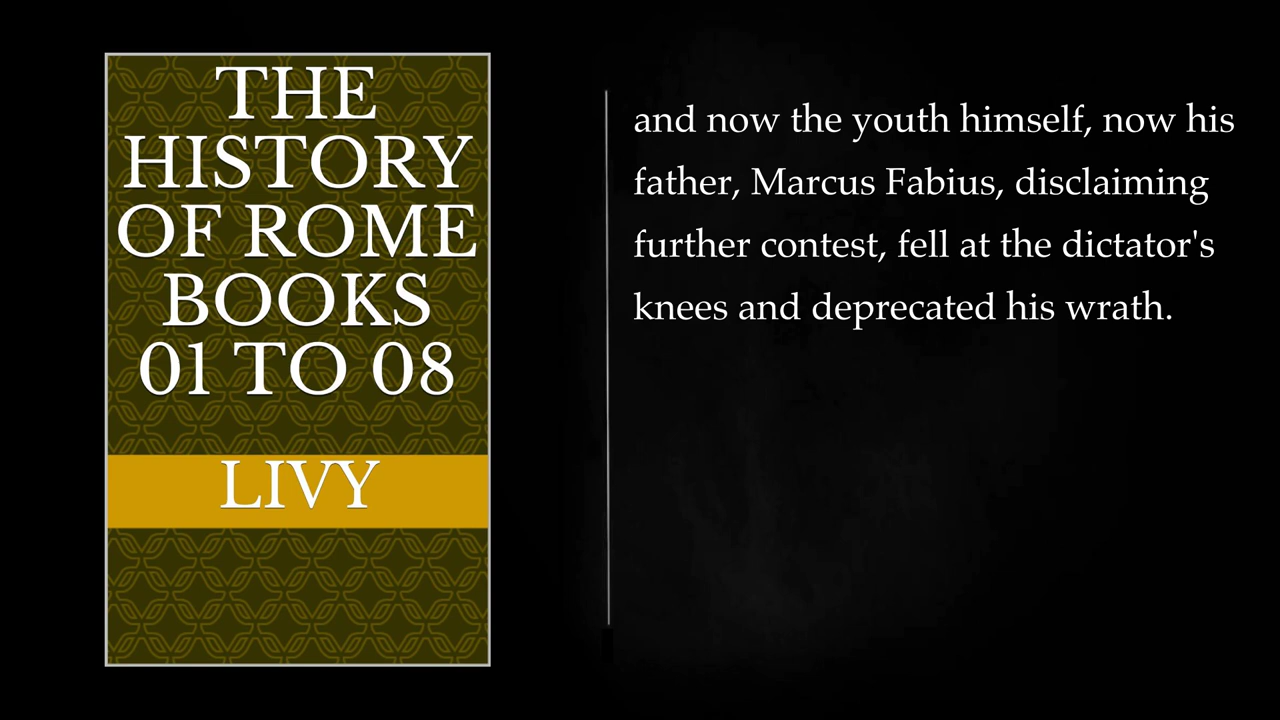 THE
HISTORY
OF ROME
BOOKS
01 TO 08
LIVY
and now the youth himself, now his
father, Marcus Fabius, disclaiming
further contest, fell at the dictator's
knees and deprecated his wrath.